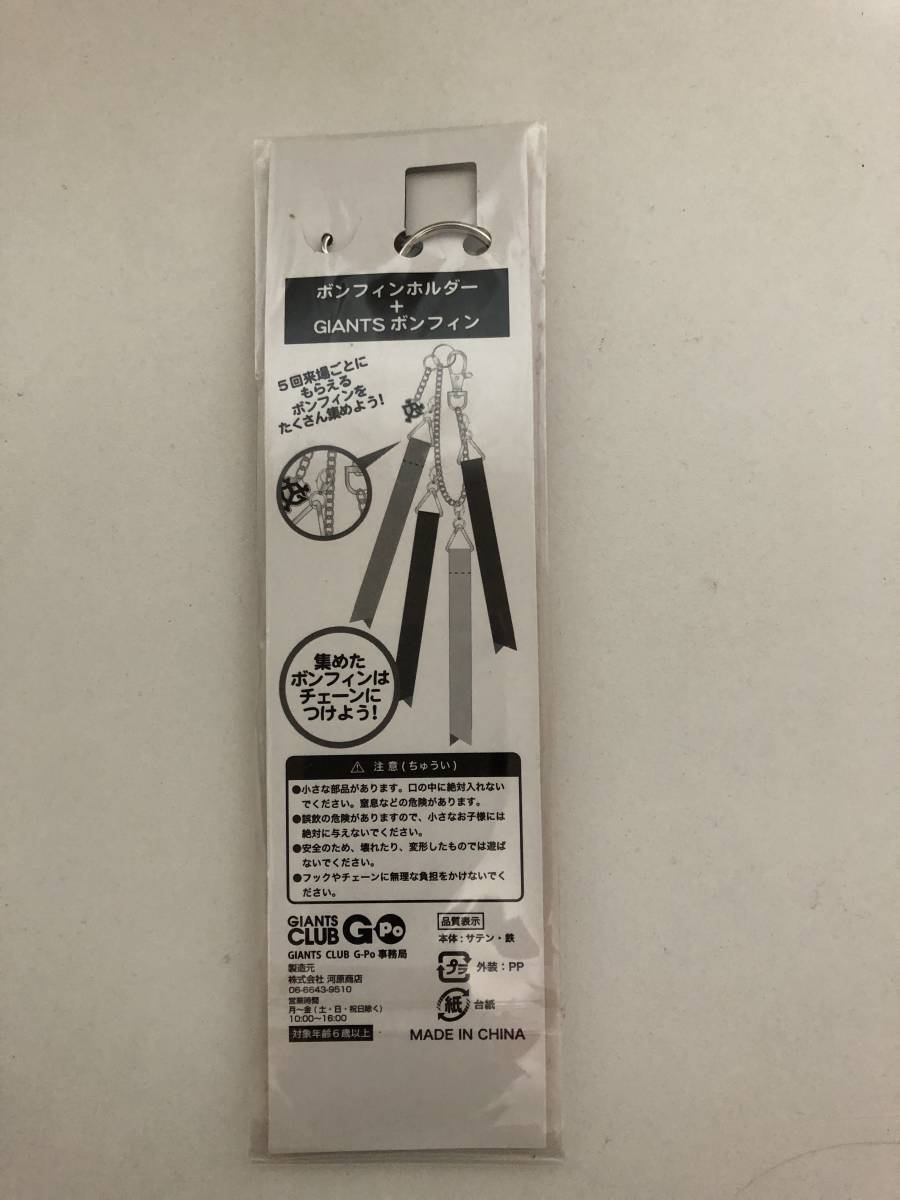 ボンフィンホルダー
+
GIANTS ボンフィン
5回来場ごとに
もらえる
ボンフィンを
たくさん集めよう!
集めた
ボンフィンは
チェーンに
つけよう!
注意(ちゅうい)
●小さな部品があります。口の中に絶対入れない
でください。窒息などの危険があります。
●誤飲の危険がありますので、小さなお子様には
絶対に与えないでください。
●安全のため、壊れたり、変形したものでは遊ば
ないでください。
●フックやチェーンに無理な負担をかけないでく
ださい。
GIANTS
CLUB G-Po
GIANTS CLUB G-Po 事務局
製造元
株式会社 河原商店
06-6643-9510
営業時間
月〜金(土・日・祝日除く)
10:00〜16:00
対象年齢6歳以上
品質表示
本体:サテン・鉄
プラ 外装:PP
紙 台紙
MADE IN CHINA